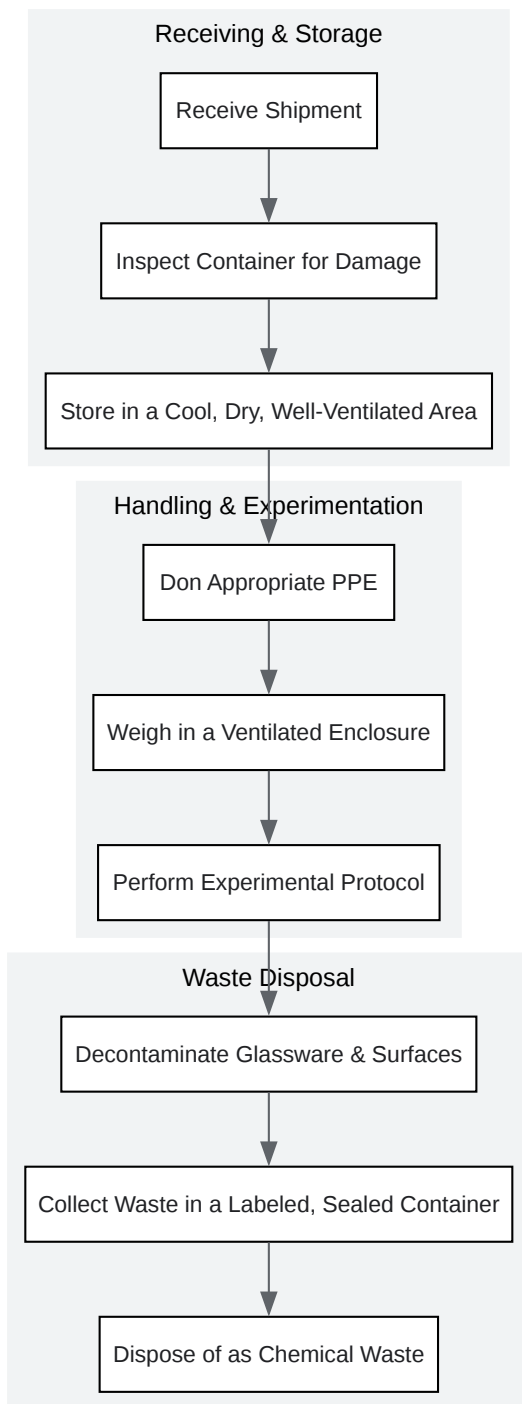 Receiving & Storage
Receive Shipment
Inspect Container for Damage
Store in a Cool, Dry, Well-Ventilated Area
Handling & Experimentation
Don Appropriate PPE
Weigh in a Ventilated Enclosure
Perform Experimental Protocol
Waste Disposal
Decontaminate Glassware & Surfaces
Collect Waste in a Labeled, Sealed Container
Dispose of as Chemical Waste